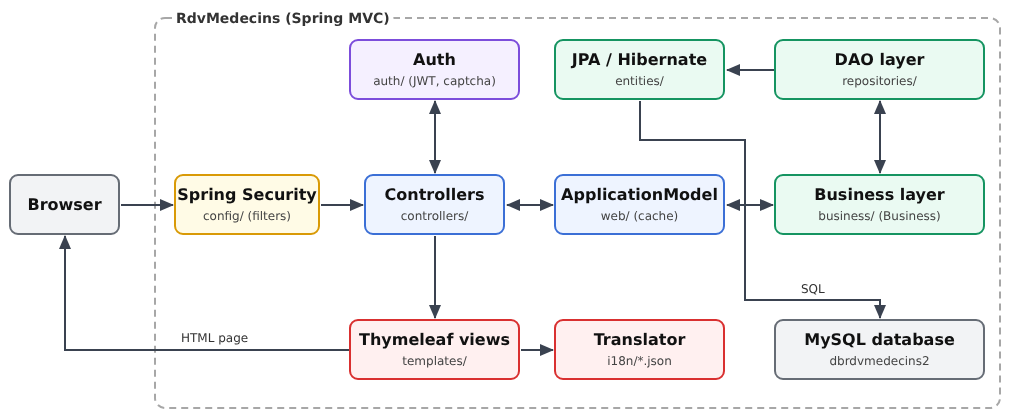 RdvMedecins (Spring MVC)
Auth
auth/ (JWT, captcha)
JPA / Hibernate
entities/
DAO layer
repositories/
Browser
Spring Security
config/ (filters)
Controllers
controllers/
ApplicationModel
web/ (cache)
Business layer
business/ (Business)
SQL
HTML page
Thymeleaf views
templates/
Translator
i18n/*.json
MySQL database
dbrdvmedecins2